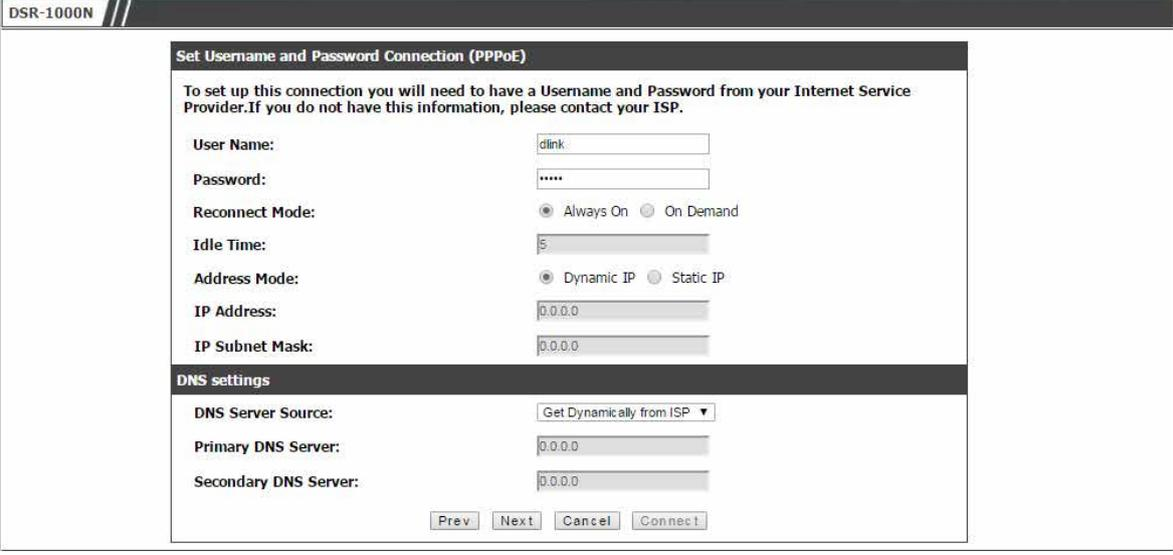 DSR-1000N
Set Username and Password Connection (PPPoE)
To set up this connection you will need to have a Username and Password from your Internet Service
Provider.If you do not have this information, please contact your ISP.
User Name: dlink
Password: •••••
Reconnect Mode: Always On On Demand
Idle Time: 5
Address Mode: Dynamic IP Static IP
IP Address: 0.0.0.0
IP Subnet Mask: 0.0.0.0
DNS settings
DNS Server Source: Get Dynamically from ISP ▼
Primary DNS Server: 0.0.0.0
Secondary DNS Server: 0.0.0.0
Prev Next Cancel Connect